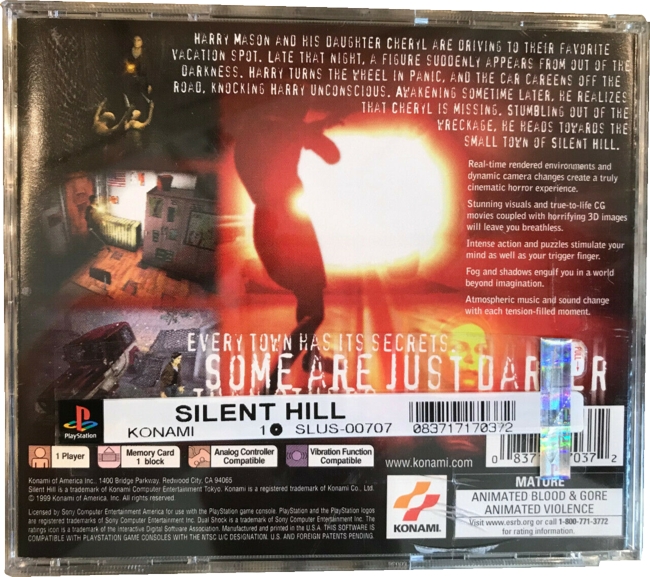 HARRY MASON AND HIS DAUGHTER CHERYL ARE DRIVING TO THEIR FAVORITE
VACATION SPOT. LATE THAT NIGHT, A FIGURE SUDDENLY APPEARS FROM OUT OF THE
DARKNESS. HARRY TURNS THE WHEEL IN PANIC, AND THE CAR CAREENS OFF THE
ROAD, KNOCKING HARRY UNCONSCIOUS. AWAKENING SOMETIME LATER, HE REALIZES
THAT CHERYL IS MISSING. STUMBLING OUT OF THE
WRECKAGE, HE HEADS TOWARDS THE
SMALL TOWN OF SILENT HILL.
Real-time rendered environments and
dynamic camera changes create a truly
cinematic horror experience.
Stunning visuals and true-to-life CG
movies coupled with horrifying 3D images
will leave you breathless.
Intense action and puzzles stimulate your
mind as well as your trigger finger.
Fog and shadows engulf you in a world
beyond imagination.
Atmospheric music and sound change
with each tension-filled moment.
EVERY TOWN HAS ITS SECRETS.
SOME ARE JUST DAR ER
PlayStation
SILENT HILL
KONAMI 1 SLUS-00707 083717170372
1 Player
Memory Card
1 block
Analog Controller
Compatible
Vibration Function
Compatible
www.konami.com
0 837 037 2
Konami of America Inc. 1400 Bridge Parkway, Redwood City, CA 94065
Silent Hill is a trademark of Konami Computer Entertainment Tokyo. Konami is a registered trademark of Konami Co., Ltd.
© 1999 Konami of America, Inc. All rights reserved.
Licensed by Sony Computer Entertainment America for use with the PlayStation game console. PlayStation and the PlayStation logos
are registered trademarks of Sony Computer Entertainment Inc. Dual Shock is a trademark of Sony Computer Entertainment Inc. The
ratings icon is a trademark of the Interactive Digital Software Association. Manufactured and printed in the U.S.A. THIS SOFTWARE IS
COMPATIBLE WITH PLAYSTATION GAME CONSOLES WITH THE NTSC U/C DESIGNATION. U.S. AND FOREIGN PATENTS PENDING.
KONAMI
MATURE
ANIMATED BLOOD & GORE
ANIMATED VIOLENCE
Visit www.esrb.org or call 1-800-771-3772
for rating information.